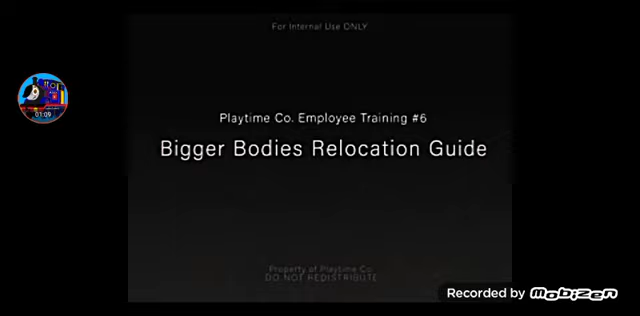 For Internal Use ONLY
Playtime Co. Employee Training #6
Bigger Bodies Relocation Guide
01:09
Property of Playtime Co.
DO NOT REDISTRIBUTE
Recorded by Mobizen